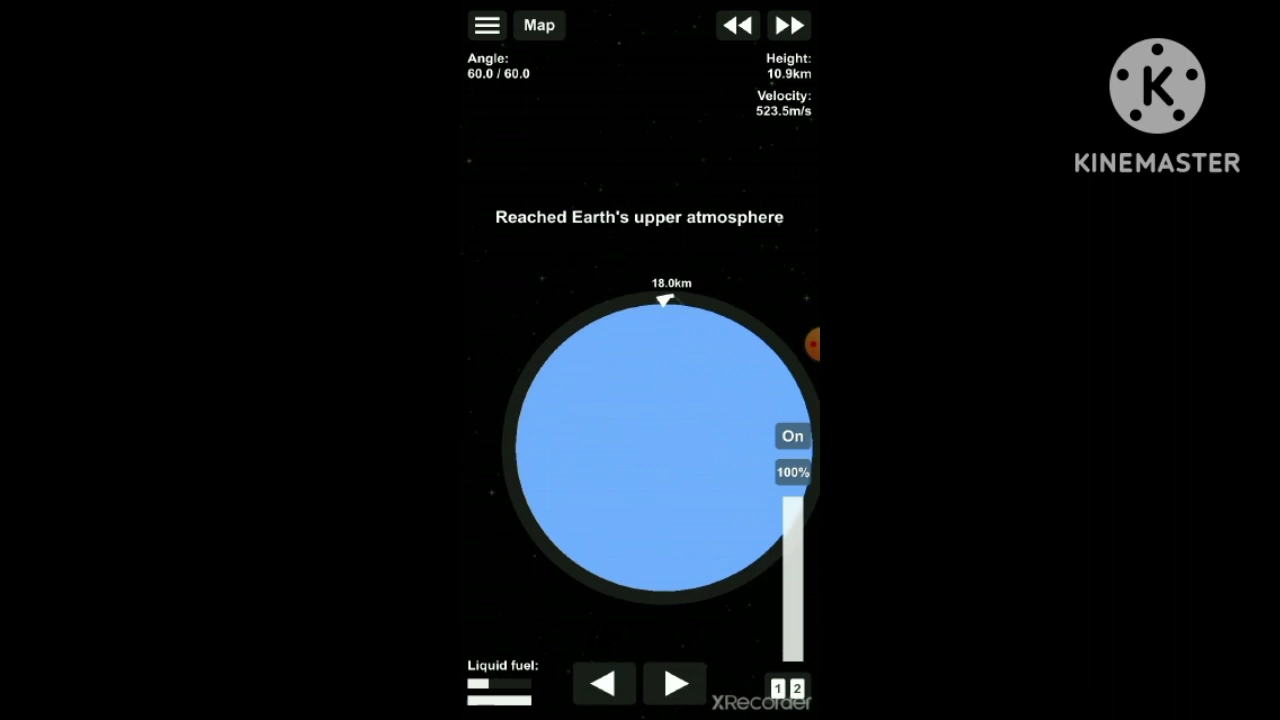 Map
Angle:
60.0 / 60.0
Height:
10.9km
Velocity:
523.5m/s
K
KINEMASTER
Reached Earth's upper atmosphere
18.0km
On
100%
Liquid fuel:
1 2
XRecorder